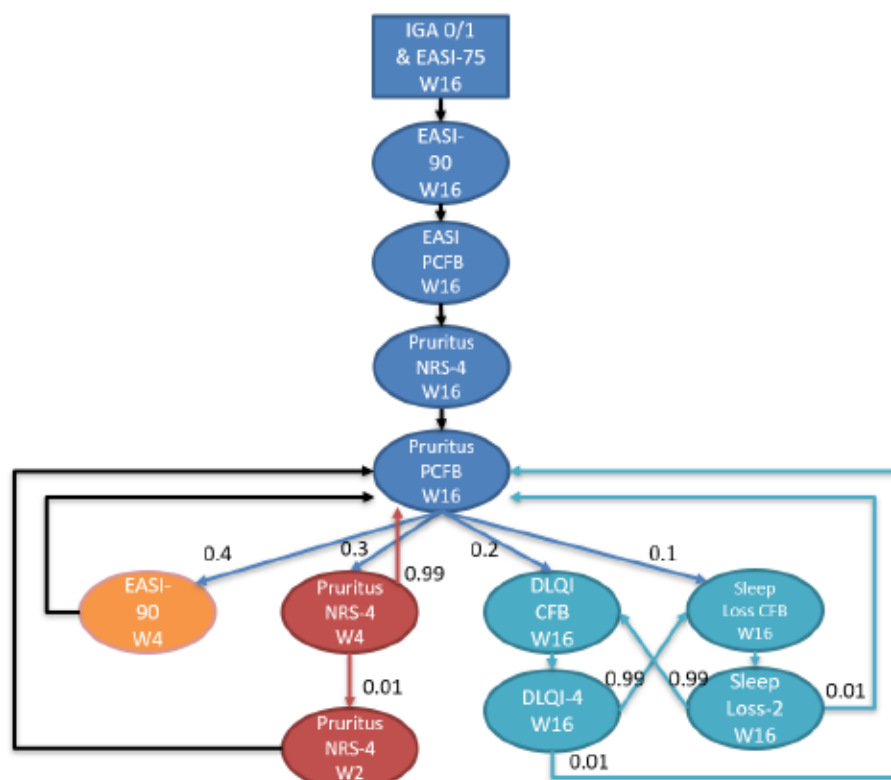 IGA 0/1
& EASI-75
W16
EASI-
90
W16
EASI
PCFB
W16
Pruritus
NRS-4
W16
Pruritus
PCFB
W16
0.4
0.3
0.99
0.2
0.1
EASI-
90
W4
Pruritus
NRS-4
W4
DLQI
CFB
W16
Sleep
Loss CFB
W16
0.01
0.99
0.99
0.01
Pruritus
NRS-4
W2
DLQI-4
W16
Sleep
Loss-2
W16
0.01